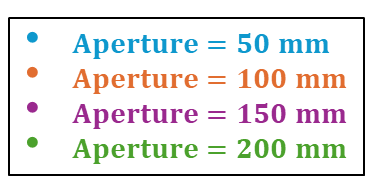 • Aperture = 50 mm
• Aperture = 100 mm
• Aperture = 150 mm
• Aperture = 200 mm